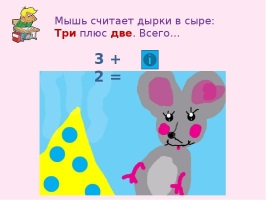 Мышь считает дырки в сыре:
Три плюс две. Всего…
3 +
2 =